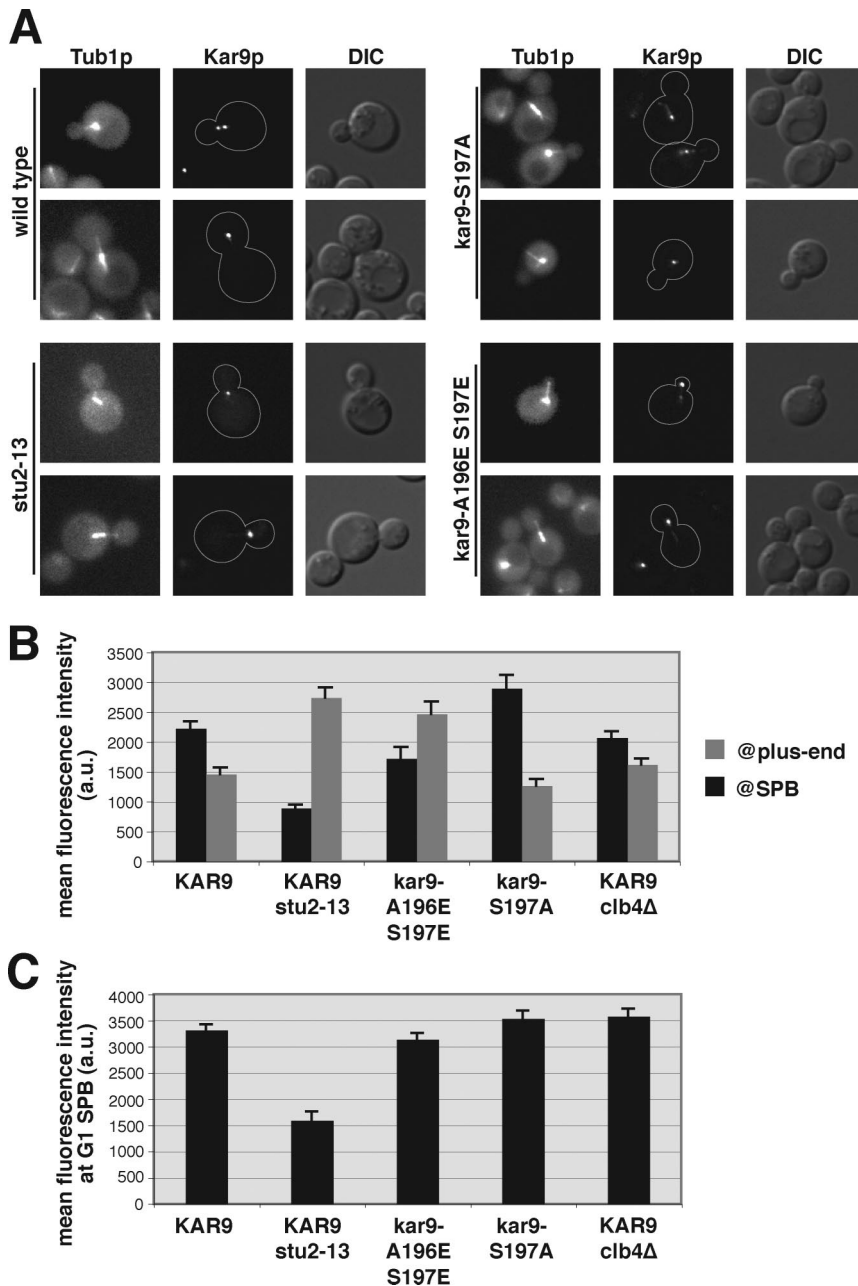 A
Tub1p Kar9p DIC
wild type
stu2-13
Tub1p Kar9p DIC
kar9-S197A
kar9-A196E S197E
B
mean fluorescence intensity
(a.u.)
3500
3000
2500
2000
1500
1000
500
0
KAR9
KAR9
stu2-13
kar9-
A196E
S197E
kar9-
S197A
KAR9
clb4Δ
@plus-end
@SPB
C
mean fluorescence intensity
at G1 SPB (a.u.)
4000
3500
3000
2500
2000
1500
1000
500
0
KAR9
KAR9
stu2-13
kar9-
A196E
S197E
kar9-
S197A
KAR9
clb4Δ